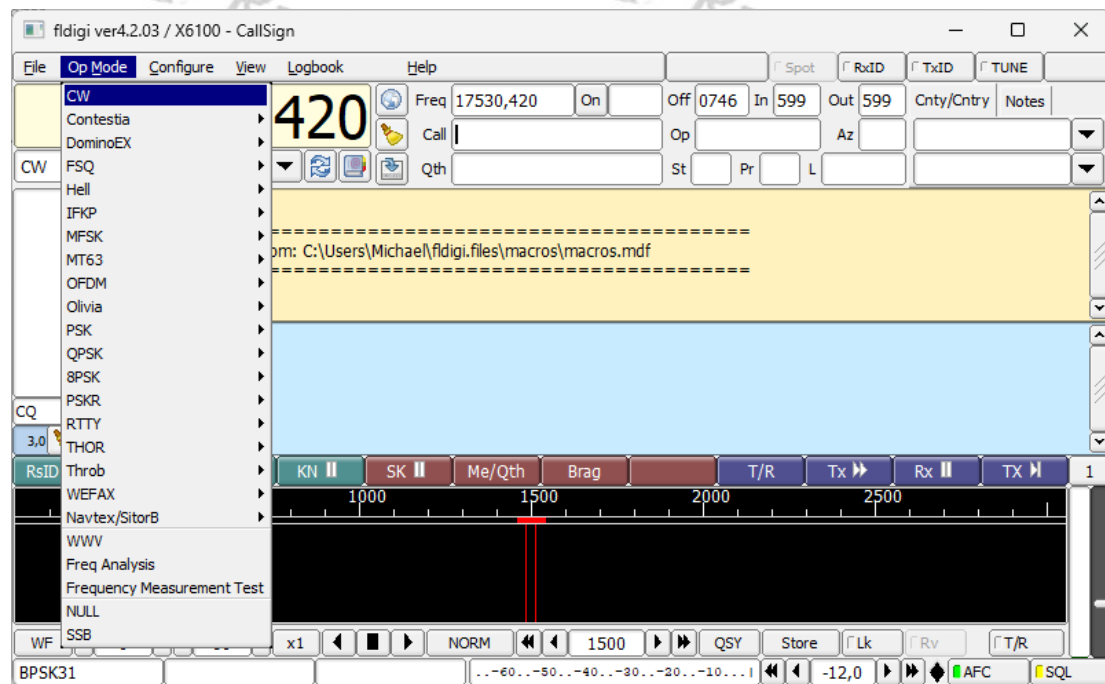 fldigi ver4.2.03 / X6100 - CallSign
File Op Mode Configure View Logbook Help Spot RxID TxID TUNE
CW
Contestia
DominoEX
FSQ
Hell
IFKP
MFSK
MT63
OFDM
Olivia
PSK
QPSK
8PSK
PSKR
RTTY
THOR
Throb
WEFAX
Navtex/SitorB
WWV
Freq Analysis
Frequency Measurement Test
NULL
SSB
420 Freq 17530,420 On Off 0746 In 599 Out 599 Cnty/Cntry Notes
Call Op Az
CW Qth St Pr L
============================================
om: C:\Users\Michael\fldigi.files\macros\macros.mdf
============================================
CQ
3,0
RsID KN SK Me/Qth Brag T/R Tx Rx TX 1
1000 1500 2000 2500
WF x1 NORM 1500 QSY Store Lk Rv T/R
BPSK31 ..-60..-50..-40..-30..-20..-10...| -12,0 AFC SQL